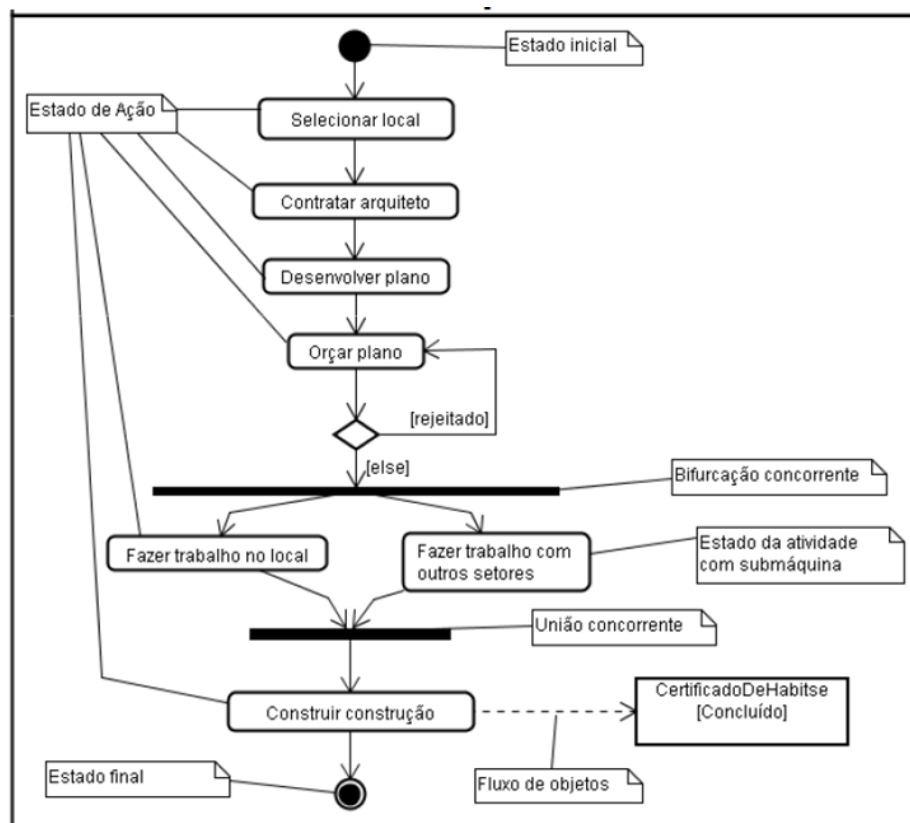 Estado inicial
Estado de Ação
Selecionar local
Contratar arquiteto
Desenvolver plano
Orçar plano
[rejeitado]
[else]
Bifurcação concorrente
Fazer trabalho no local
Fazer trabalho com
outros setores
Estado da atividade
com submáquina
União concorrente
CertificadoDeHabitse
[Concluído]
Construir construção
Estado final
Fluxo de objetos